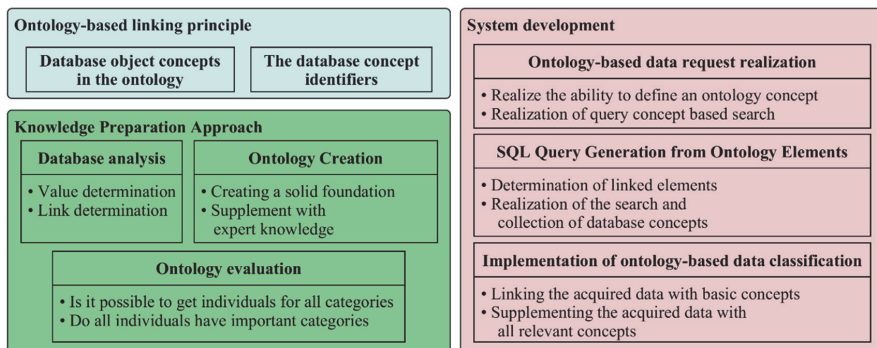 Ontology-based linking principle
Database object concepts
in the ontology
The database concept
identifiers
Knowledge Preparation Approach
Database analysis
• Value determination
• Link determination
Ontology Creation
• Creating a solid foundation
• Supplement with
expert knowledge
Ontology evaluation
• Is it possible to get individuals for all categories
• Do all individuals have important categories
System development
Ontology-based data request realization
• Realize the ability to define an ontology concept
• Realization of query concept based search
SQL Query Generation from Ontology Elements
• Determination of linked elements
• Realization of the search and
collection of database concepts
Implementation of ontology-based data classification
• Linking the acquired data with basic concepts
• Supplementing the acquired data with
all relevant concepts